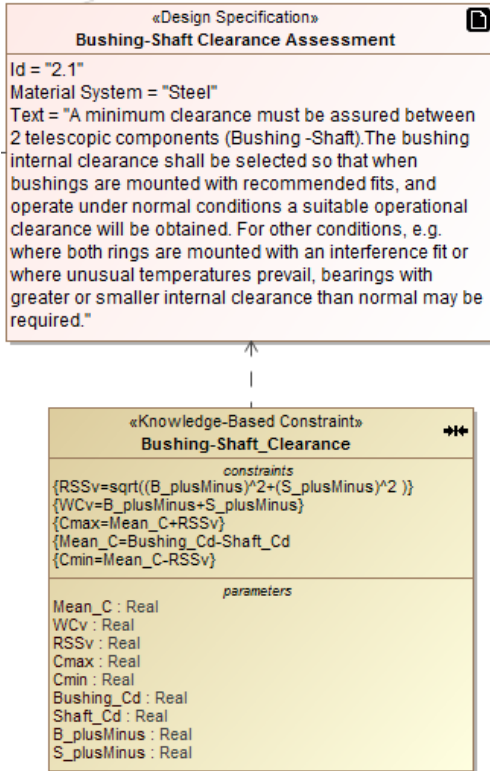 «Design Specification»
Bushing-Shaft Clearance Assessment
Id = "2.1"
Material System = "Steel"
Text = "A minimum clearance must be assured between
2 telescopic components (Bushing -Shaft).The bushing
internal clearance shall be selected so that when
bushings are mounted with recommended fits, and
operate under normal conditions a suitable operational
clearance will be obtained. For other conditions, e.g.
where both rings are mounted with an interference fit or
where unusual temperatures prevail, bearings with
greater or smaller internal clearance than normal may be
required."
«Knowledge-Based Constraint»
Bushing-Shaft_Clearance
constraints
{RSSv=sqrt((B_plusMinus)^2+(S_plusMinus)^2 )}
{WCv=B_plusMinus+S_plusMinus}
{Cmax=Mean_C+RSSv}
{Mean_C=Bushing_Cd-Shaft_Cd
{Cmin=Mean_C-RSSv}
parameters
Mean_C : Real
WCv : Real
RSSv : Real
Cmax : Real
Cmin : Real
Bushing_Cd : Real
Shaft_Cd : Real
B_plusMinus : Real
S_plusMinus : Real